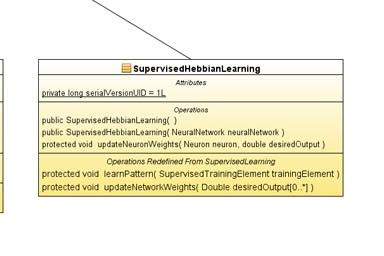 SupervisedHebbianLearning
Attributes
private long serialVersionUID = 1L
Operations
public SupervisedHebbianLearning( )
public SupervisedHebbianLearning( NeuralNetwork neuralNetwork )
protected void updateNeuronWeights( Neuron neuron, double desiredOutput )
Operations Redefined From SupervisedLearning
protected void learnPattern( SupervisedTrainingElement trainingElement )
protected void updateNetworkWeights( Double desiredOutput[0..*] )